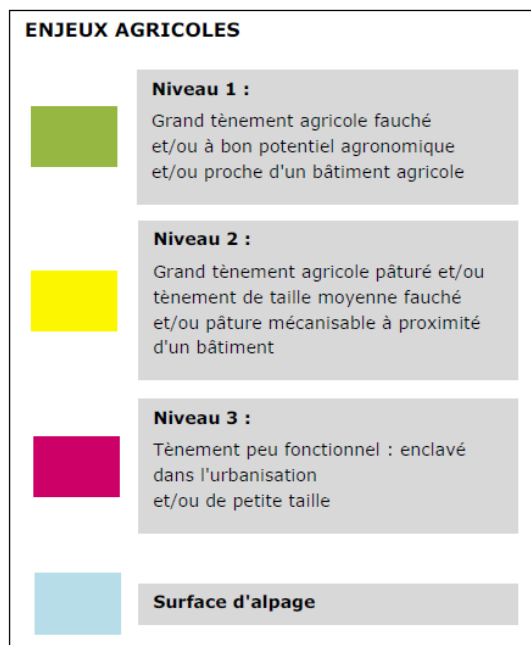 ENJEUX AGRICOLES
Niveau 1 :
Grand tènement agricole fauché
et/ou à bon potentiel agronomique
et/ou proche d'un bâtiment agricole
Niveau 2 :
Grand tènement agricole pâturé et/ou
tènement de taille moyenne fauché
et/ou pâture mécanisable à proximité
d'un bâtiment
Niveau 3 :
Tènement peu fonctionnel : enclavé
dans l'urbanisation
et/ou de petite taille
Surface d'alpage